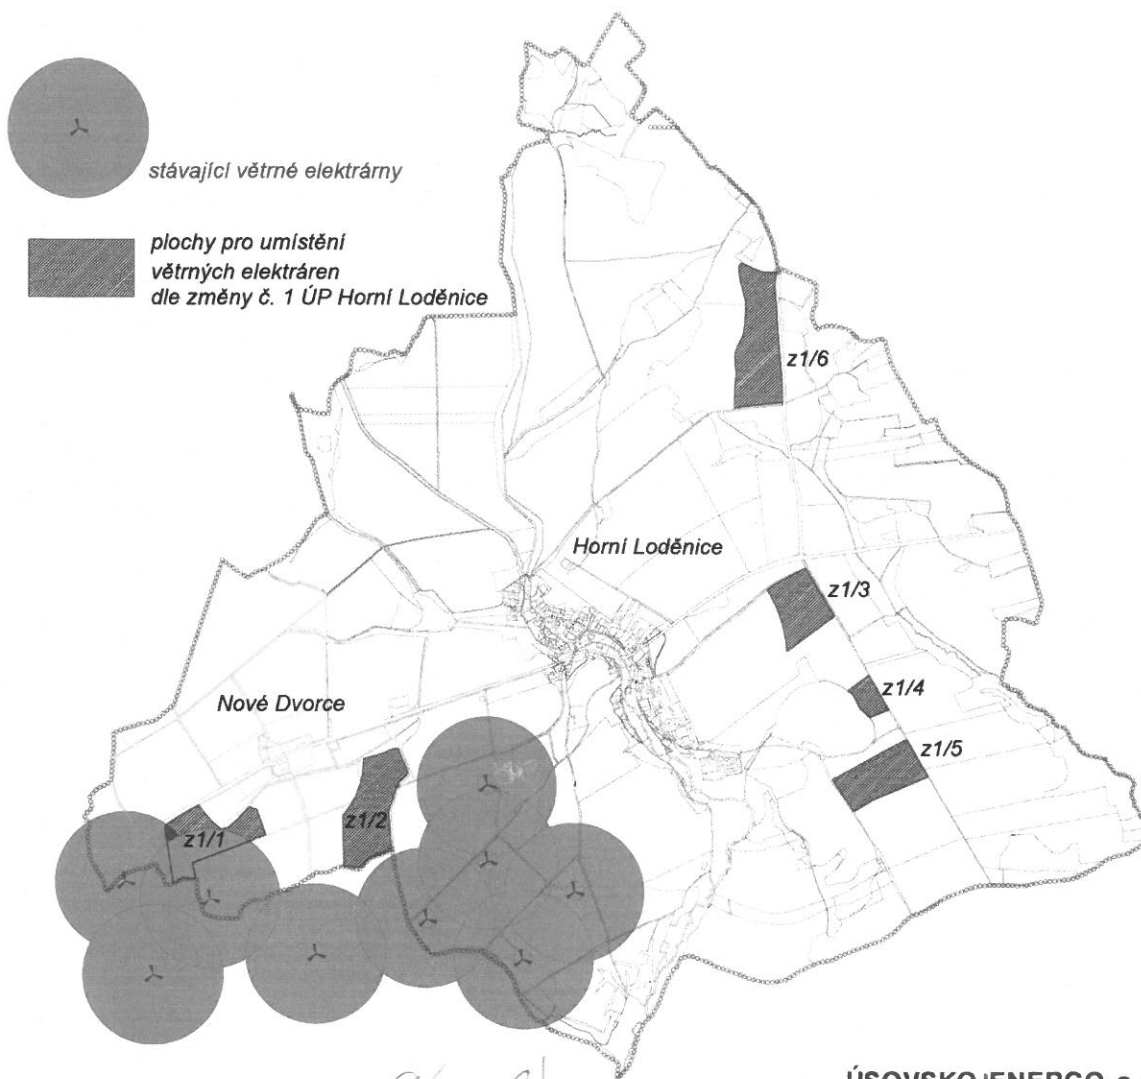 stávající větrné elektrárny
plochy pro umístění
větrných elektráren
dle změny č. 1 ÚP Horní Loděnice
z1/6
Horní Loděnice
z1/3
z1/4
Nové Dvorce
z1/5
z1/2
z1/1